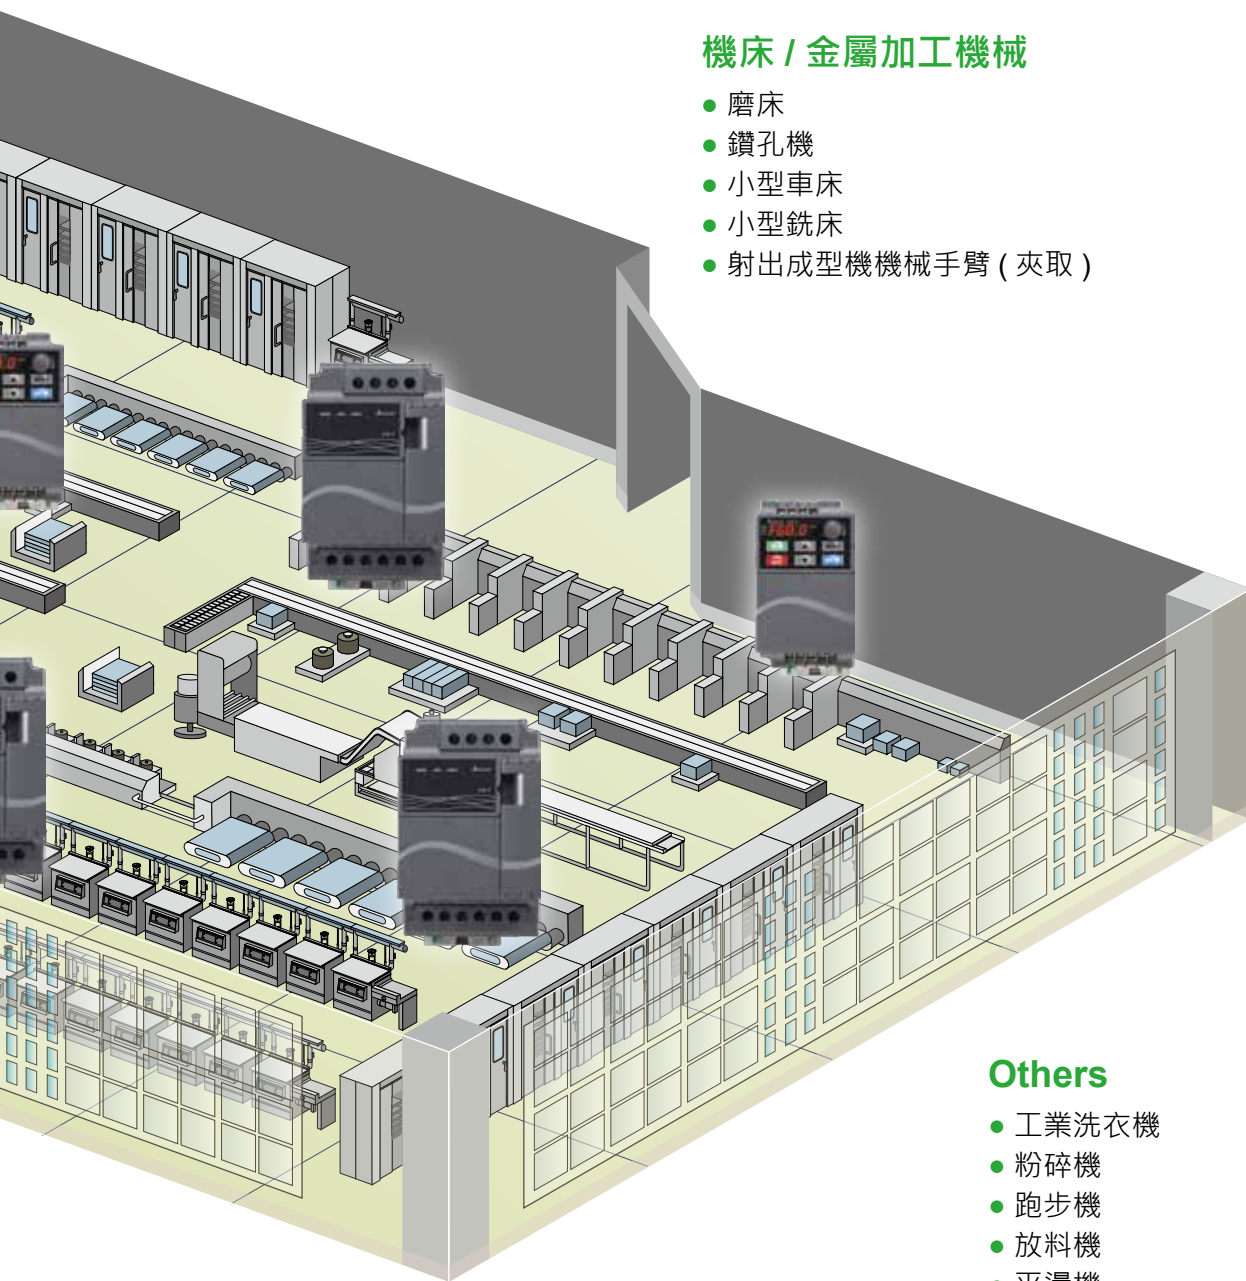 機床 / 金屬加工機械
● 磨床
● 鑽孔機
● 小型車床
● 小型銑床
● 射出成型機機械手臂 ( 夾取 )
Others
● 工業洗衣機
● 粉碎機
● 跑步機
● 放料機